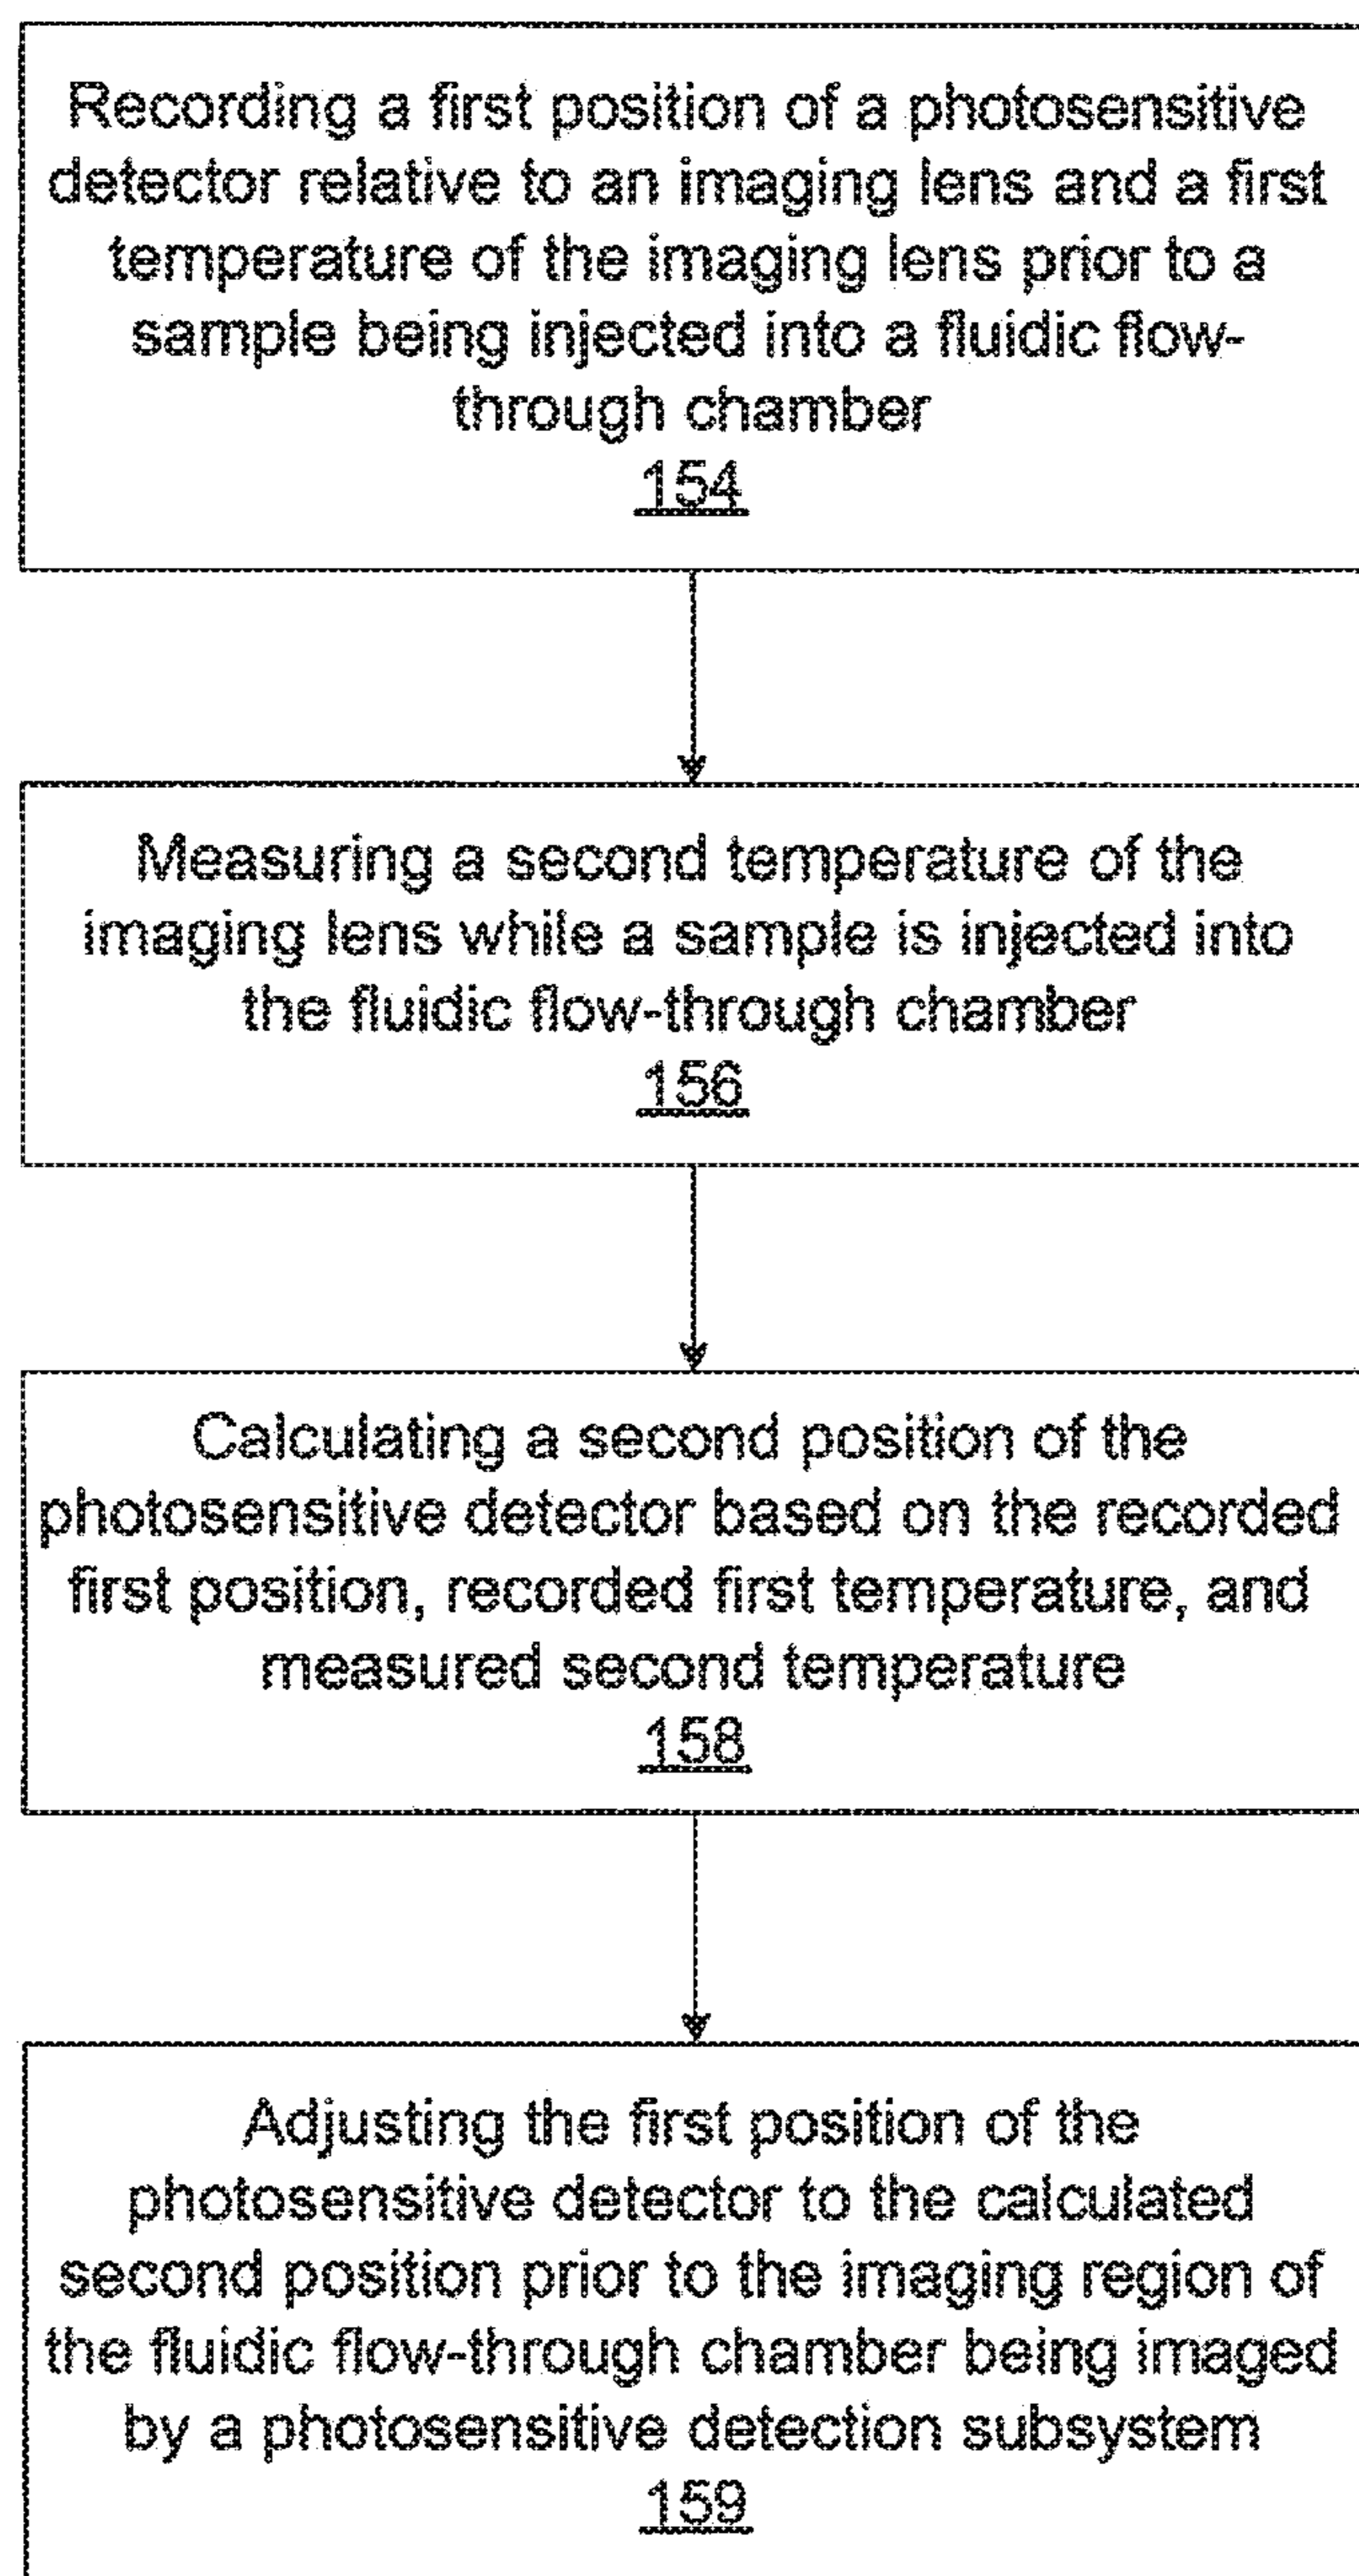 Recording a first position of a photosensitive
detector relative to an imaging lens and a first
temperature of the imaging lens prior to a
sample being injected into a fluidic flow-
through chamber
154
Measuring a second temperature of the
imaging lens while a sample is injected into
the fluidic flow-through chamber
156
Calculating a second position of the
photosensitive detector based on the recorded
first position, recorded first temperature, and
measured second temperature
158
Adjusting the first position of the
photosensitive detector to the calculated
second position prior to the imaging region of
the fluidic flow-through chamber being imaged
by a photosensitive detection subsystem
159